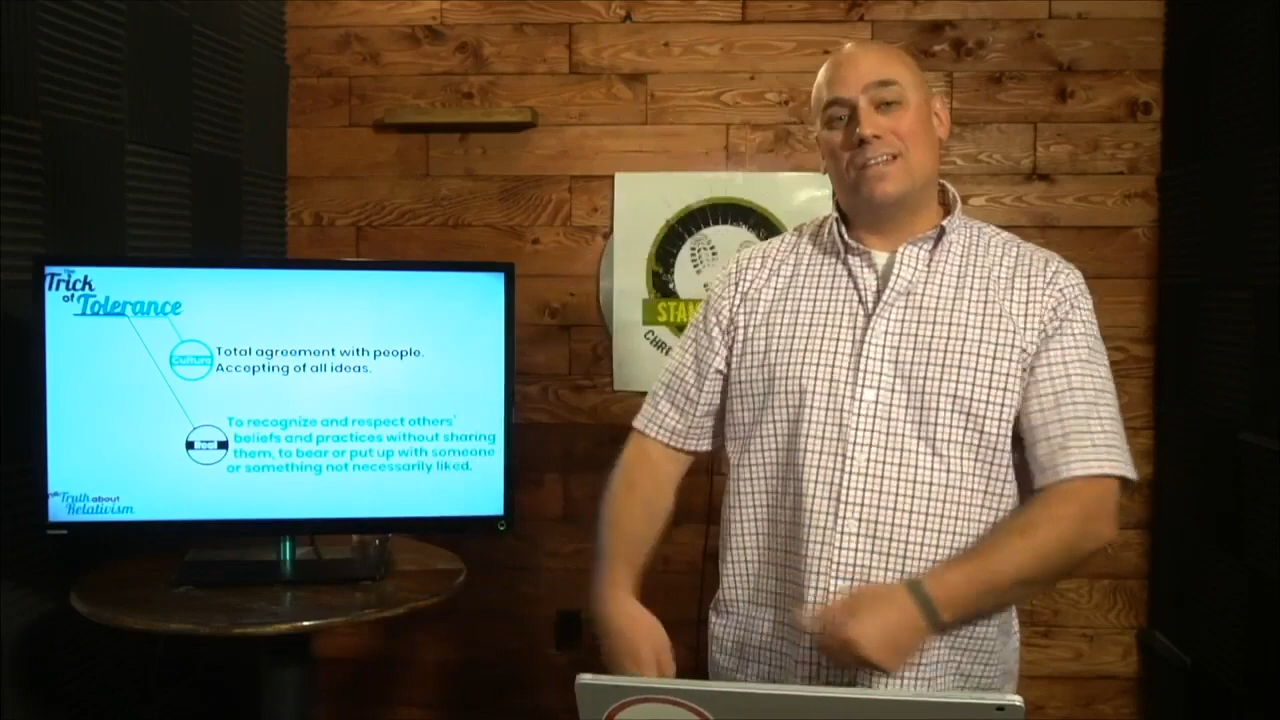 The
Trick
of Tolerance
Culture
Total agreement with people.
Accepting of all ideas.
Real
To recognize and respect others'
beliefs and practices without sharing
them, to bear or put up with someone
or something not necessarily liked.
The Truth about
Relativism
STAN
CHR